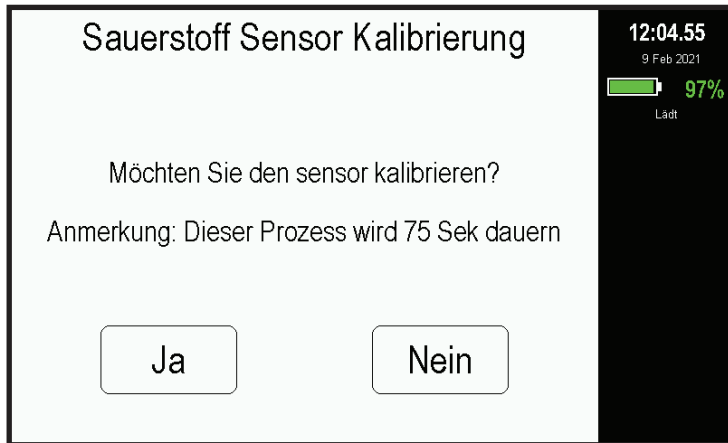 Sauerstoff Sensor Kalibrierung
Möchten Sie den sensor kalibrieren?
Anmerkung: Dieser Prozess wird 75 Sek dauern
Ja
Nein
12:04.55
9 Feb 2021
97%
Lädt